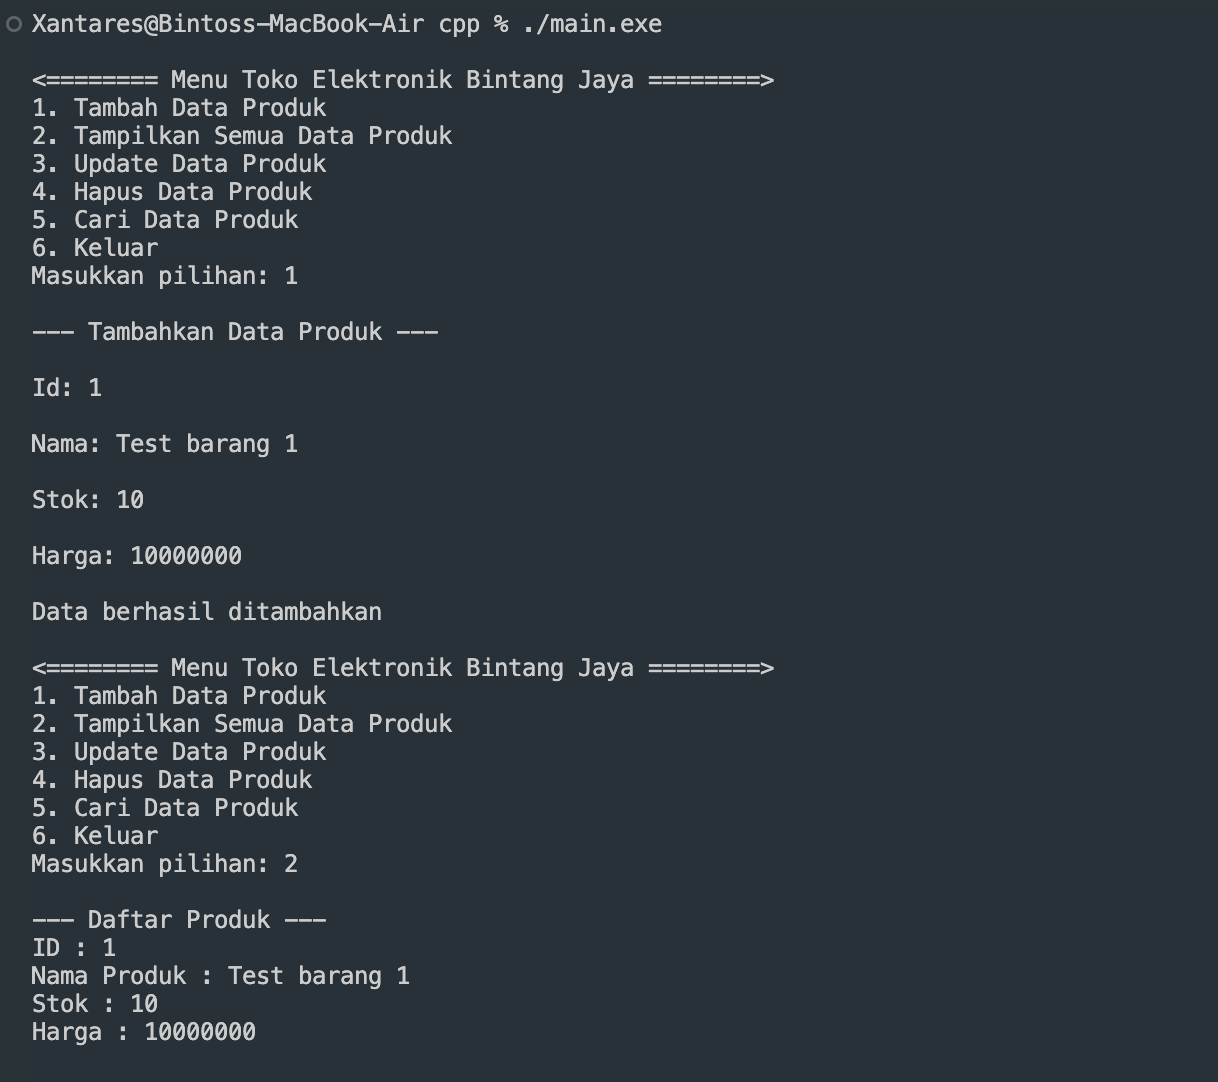 Xantares@Bintoss-MacBook-Air cpp % ./main.exe
<======== Menu Toko Elektronik Bintang Jaya ========>
1. Tambah Data Produk
2. Tampilkan Semua Data Produk
3. Update Data Produk
4. Hapus Data Produk
5. Cari Data Produk
6. Keluar
Masukkan pilihan: 1
--- Tambahkan Data Produk ---
Id: 1
Nama: Test barang 1
Stok: 10
Harga: 10000000
Data berhasil ditambahkan
<======== Menu Toko Elektronik Bintang Jaya ========>
1. Tambah Data Produk
2. Tampilkan Semua Data Produk
3. Update Data Produk
4. Hapus Data Produk
5. Cari Data Produk
6. Keluar
Masukkan pilihan: 2
--- Daftar Produk ---
ID : 1
Nama Produk : Test barang 1
Stok : 10
Harga : 10000000